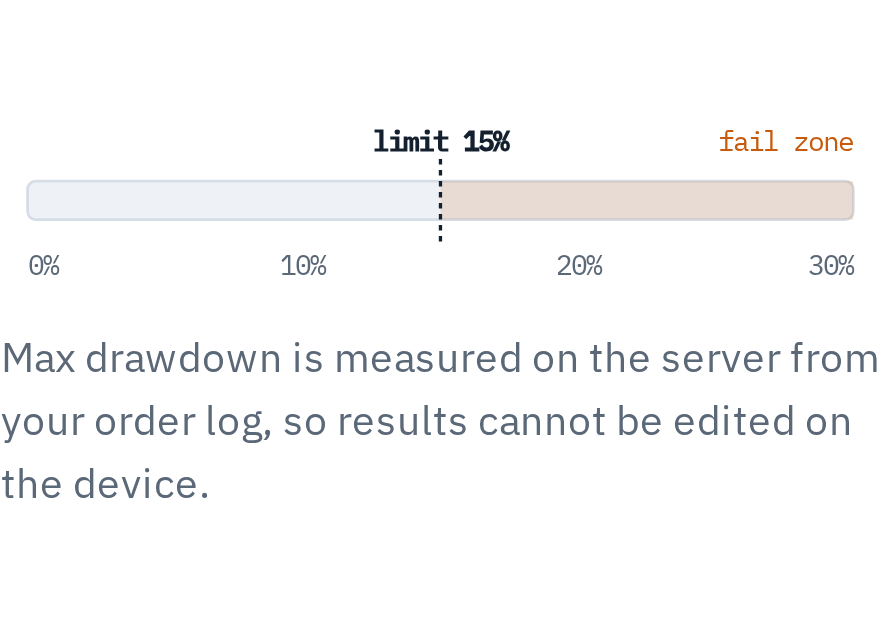 limit 15% fail zone
0% 10% 20% 30%
Max drawdown is measured on the server from
your order log, so results cannot be edited on
the device.